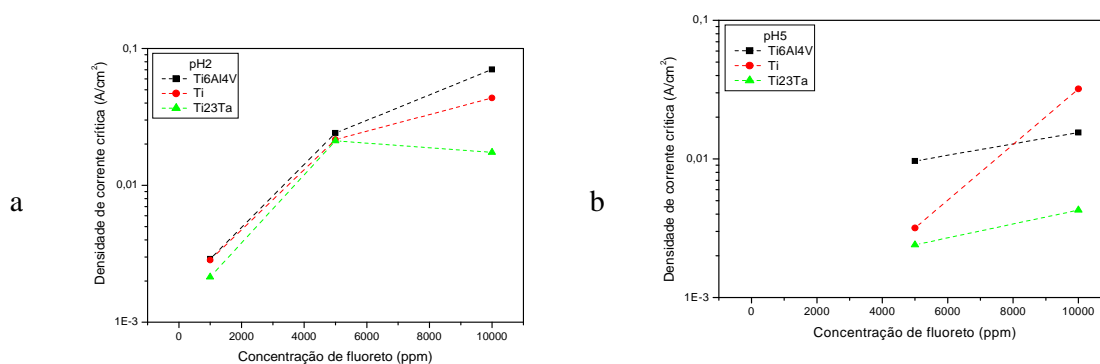 a
0,1
0,01
1E-3
Densidade de corrente crítica (A/cm²)
pH2
Ti6Al4V
Ti
Ti23Ta
0 2000 4000 6000 8000 10000
Concentração de fluoreto (ppm)
b
0,1
0,01
1E-3
Densidade de corrente crítica (A/cm²)
pH5
Ti6Al4V
Ti
Ti23Ta
0 2000 4000 6000 8000 10000
Concentração de fluoreto (ppm)